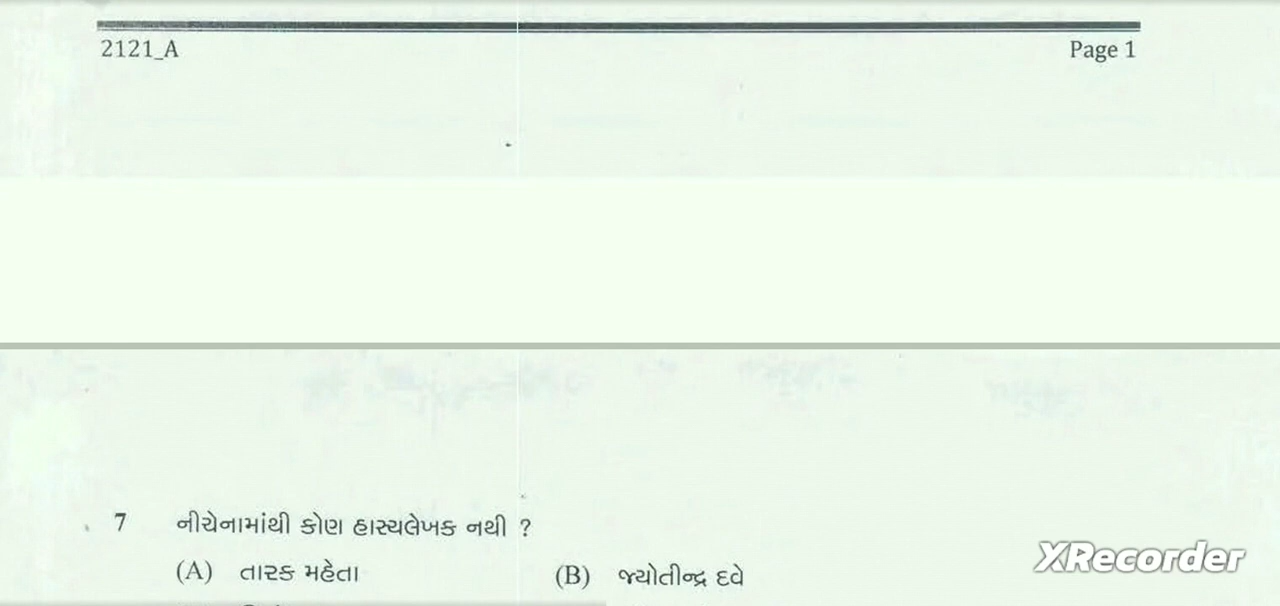 2121_A Page 1
7 નીચેનામાંથી કોણ હાસ્યલેખક નથી ?
(A) તારક મહેતા (B) જ્યોતીન્દ્ર દવે
XRecorder